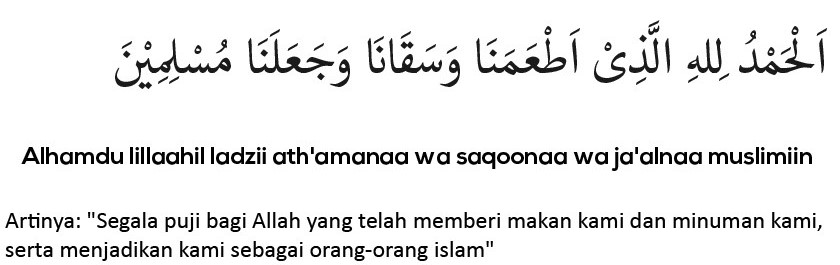 اَلْحَمْدُ لِلهِ الَّذِىْ اَطْعَمَنَا وَسَقَانَا وَجَعَلَنَا مُسْلِمِيْنَ
Alhamdu lillaahil ladzii ath'amanaa wa saqoonaa wa ja'alnaa muslimiin
Artinya: "Segala puji bagi Allah yang telah memberi makan kami dan minuman kami,
serta menjadikan kami sebagai orang-orang islam"